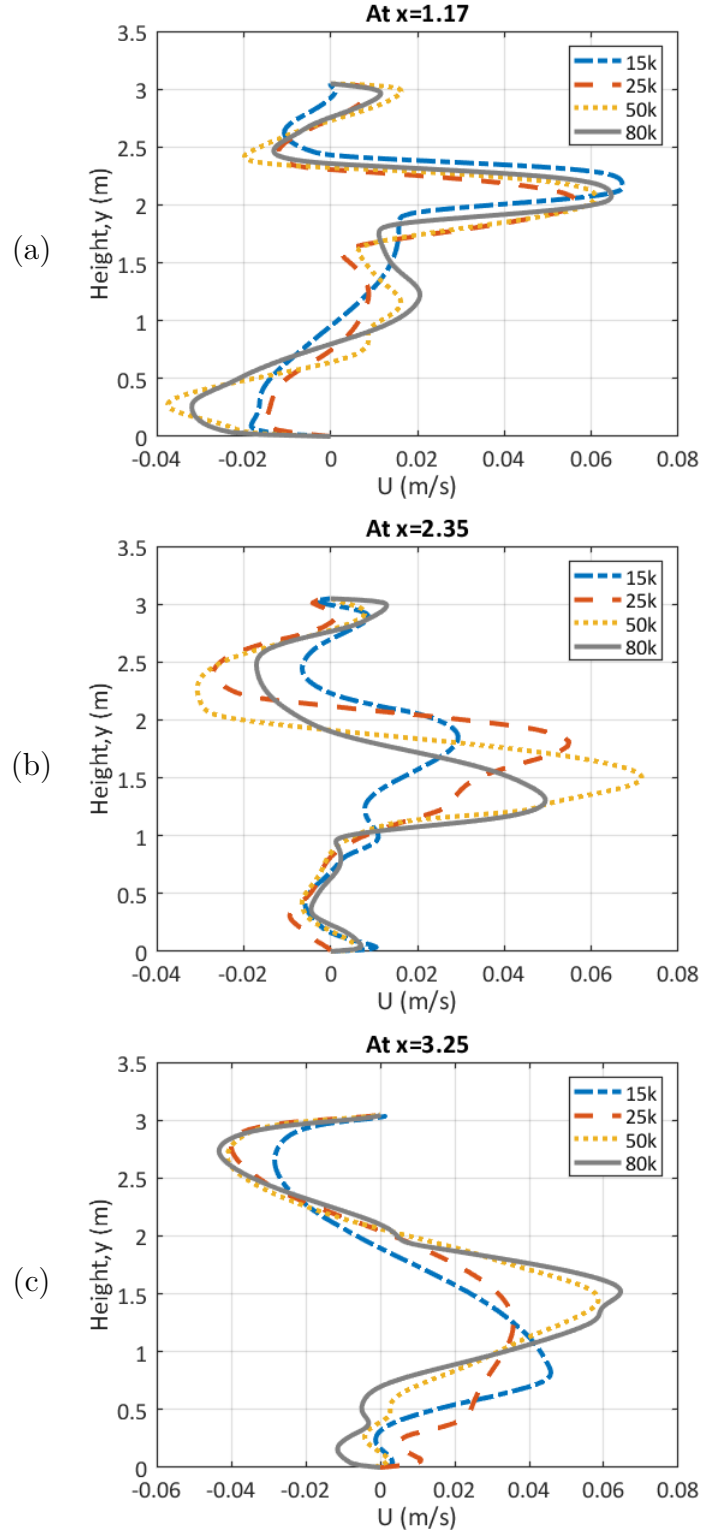 At x=1.17
3.5
3
2.5
2
1.5
1
0.5
0
Height,y (m)
(a)
15k
25k
50k
80k
-0.04 -0.02 0 0.02 0.04 0.06 0.08
U (m/s)
At x=2.35
3.5
3
2.5
2
1.5
1
0.5
0
Height,y (m)
(b)
15k
25k
50k
80k
-0.04 -0.02 0 0.02 0.04 0.06 0.08
U (m/s)
At x=3.25
3.5
3
2.5
2
1.5
1
0.5
0
Height,y (m)
(c)
15k
25k
50k
80k
-0.06 -0.04 -0.02 0 0.02 0.04 0.06 0.08
U (m/s)